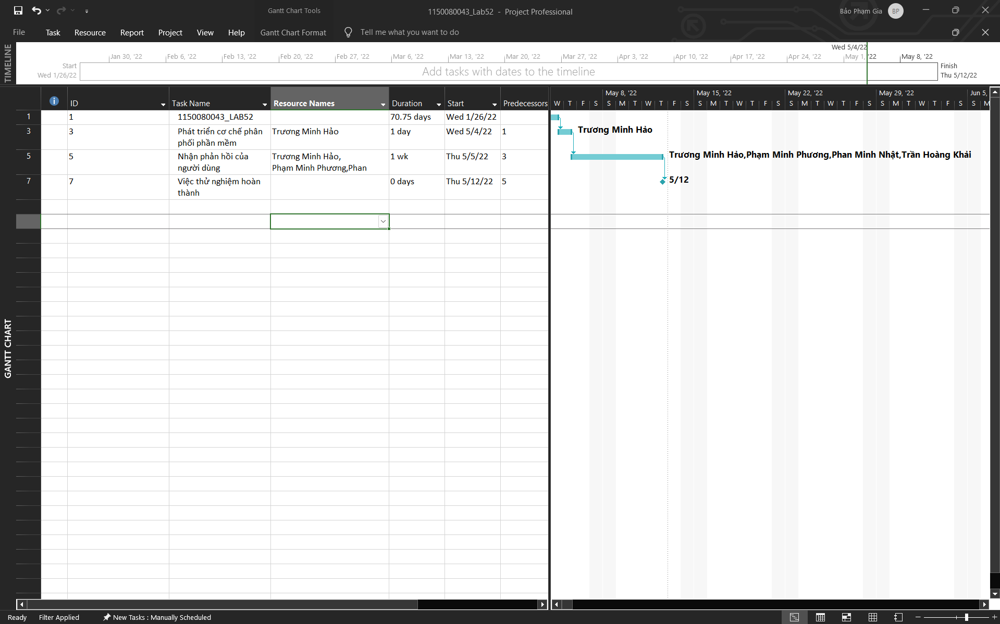 Gantt Chart Tools
1150080043_Lab52 - Project Professional
Bảo Phạm Gia BP
File Task Resource Report Project View Help Gantt Chart Format Tell me what you want to do
TIMELINE
Wed 5/4/22
Jan 30, '22 Feb 6, '22 Feb 13, '22 Feb 20, '22 Feb 27, '22 Mar 6, '22 Mar 13, '22 Mar 20, '22 Mar 27, '22 Apr 3, '22 Apr 10, '22 Apr 17, '22 Apr 24, '22 May 1, '22 May 8, '22
Start
Wed 1/26/22
Add tasks with dates to the timeline
Finish
Thu 5/12/22
GANTT CHART
ID Task Name Resource Names Duration Start Predecessors
May 8, '22 May 15, '22 May 22, '22 May 29, '22 Jun 5,
W T F S S M T W T F S S M T W T F S S M T W T F S S M T W T F S S M
1 1 1150080043_LAB52 70.75 days Wed 1/26/22
3 3 Phát triển cơ chế phân Trương Minh Hảo 1 day Wed 5/4/22 1 Trương Minh Hảo
phối phần mềm
5 5 Nhận phản hồi của Trương Minh Hảo, 1 wk Thu 5/5/22 3 Trương Minh Hảo,Phạm Minh Phương,Phan Minh Nhật,Trần Hoàng Khải
người dùng Phạm Minh Phương,Phan
7 7 Việc thử nghiệm hoàn 0 days Thu 5/12/22 5 5/12
thành
Ready Filter Applied New Tasks : Manually Scheduled